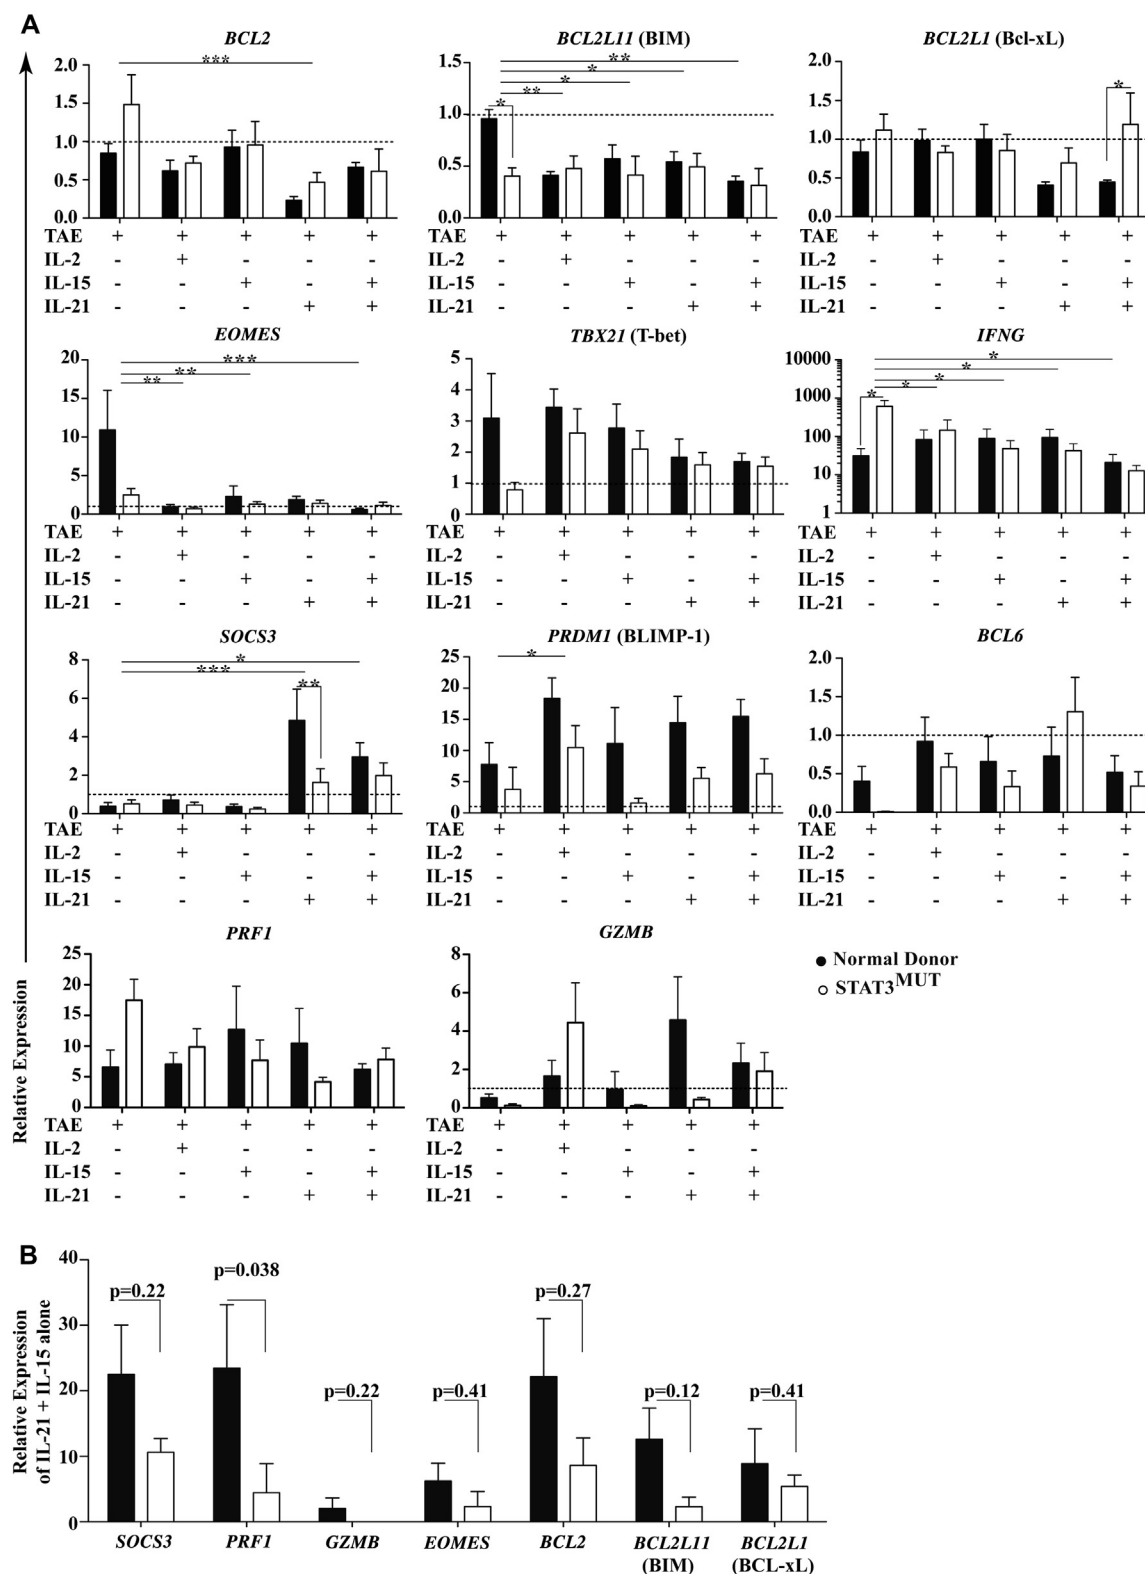 A
BCL2
BCL2L11 (BIM)
BCL2L1 (Bcl-xL)
2.0
1.5
1.0
0.5
0.0
***
1.5
1.0
0.5
0.0
**
*
*
**
*
2.0
1.5
1.0
0.5
0.0
*
TAE + + + + +
IL-2 - + - - -
IL-15 - - + - +
IL-21 - - - + +
TAE + + + + +
IL-2 - + - - -
IL-15 - - + - +
IL-21 - - - + +
TAE + + + + +
IL-2 - + - - -
IL-15 - - + - +
IL-21 - - - + +
EOMES
TBX21 (T-bet)
IFNG
20
15
10
5
0
***
**
**
5
4
3
2
1
0
10000
1000
100
10
1
*
*
*
*
*
TAE + + + + +
IL-2 - + - - -
IL-15 - - + - +
IL-21 - - - + +
TAE + + + + +
IL-2 - + - - -
IL-15 - - + - +
IL-21 - - - + +
TAE + + + + +
IL-2 - + - - -
IL-15 - - + - +
IL-21 - - - + +
SOCS3
PRDM1 (BLIMP-1)
BCL6
8
6
4
2
0
*
***
**
25
20
15
10
5
0
*
2.0
1.5
1.0
0.5
0.0
TAE + + + + +
IL-2 - + - - -
IL-15 - - + - +
IL-21 - - - + +
TAE + + + + +
IL-2 - + - - -
IL-15 - - + - +
IL-21 - - - + +
TAE + + + + +
IL-2 - + - - -
IL-15 - - + - +
IL-21 - - - + +
PRF1
GZMB
25
20
15
10
5
0
8
6
4
2
0
Normal Donor
STAT3MUT
TAE + + + + +
IL-2 - + - - -
IL-15 - - + - +
IL-21 - - - + +
TAE + + + + +
IL-2 - + - - -
IL-15 - - + - +
IL-21 - - - + +
Relative Expression
B
Relative Expression
of IL-21 + IL-15 alone
40
30
20
10
0
p=0.22
p=0.038
p=0.22
p=0.41
p=0.27
p=0.12
p=0.41
SOCS3
PRF1
GZMB
EOMES
BCL2
BCL2L11
(BIM)
BCL2L1
(BCL-xL)